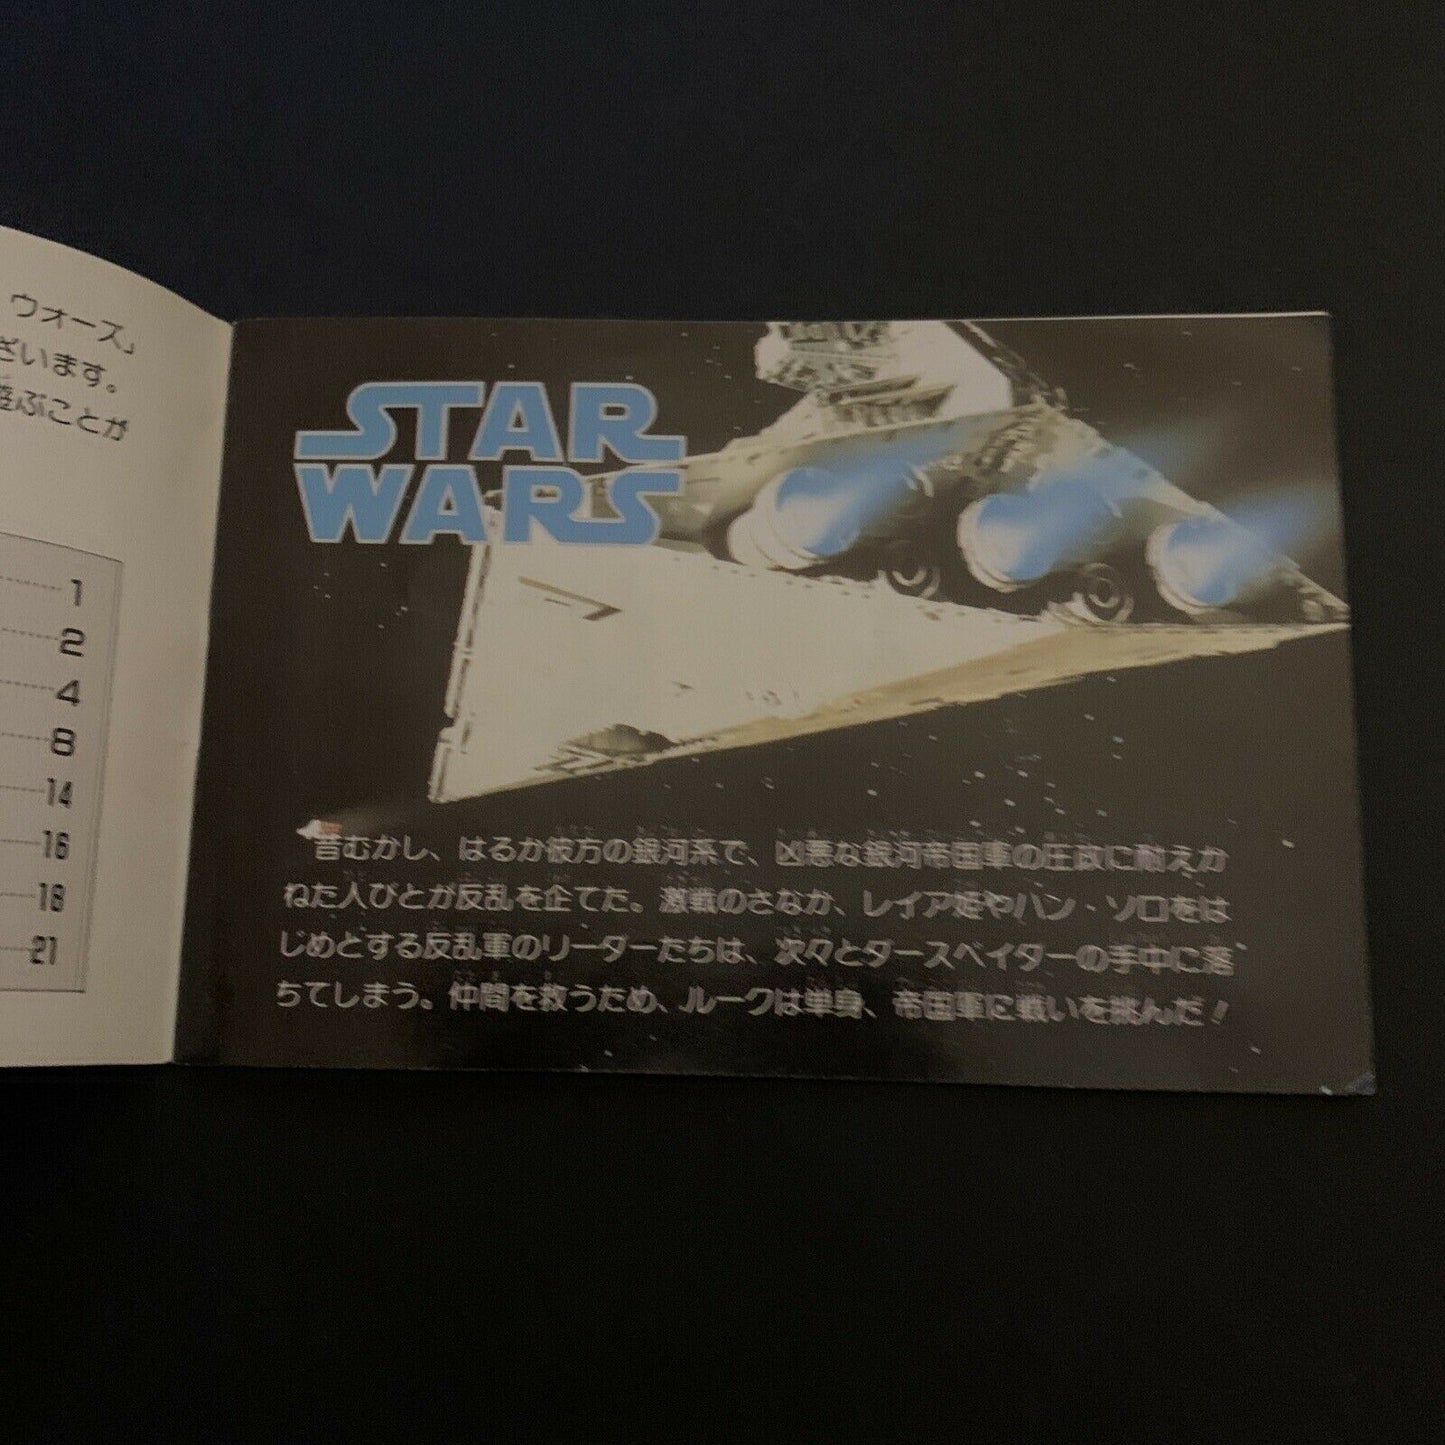 ウオーズ」
ざいます。
遊ぶことが
1
2
4
8
14
16
18
21
STAR
WARS
昔むかし、はるか彼方の銀河系で、凶悪な銀河帝国軍の圧政に耐えか
ねた人びとが反乱を企てた。激戦のさなか、レイア姫やハン・ソロをは
じめとする反乱軍のリーダーたちは、次々とダースベイダーの手中に落
ちてしまう。仲間を救うため、ルークは単身、帝国軍に戦いを挑んだ！